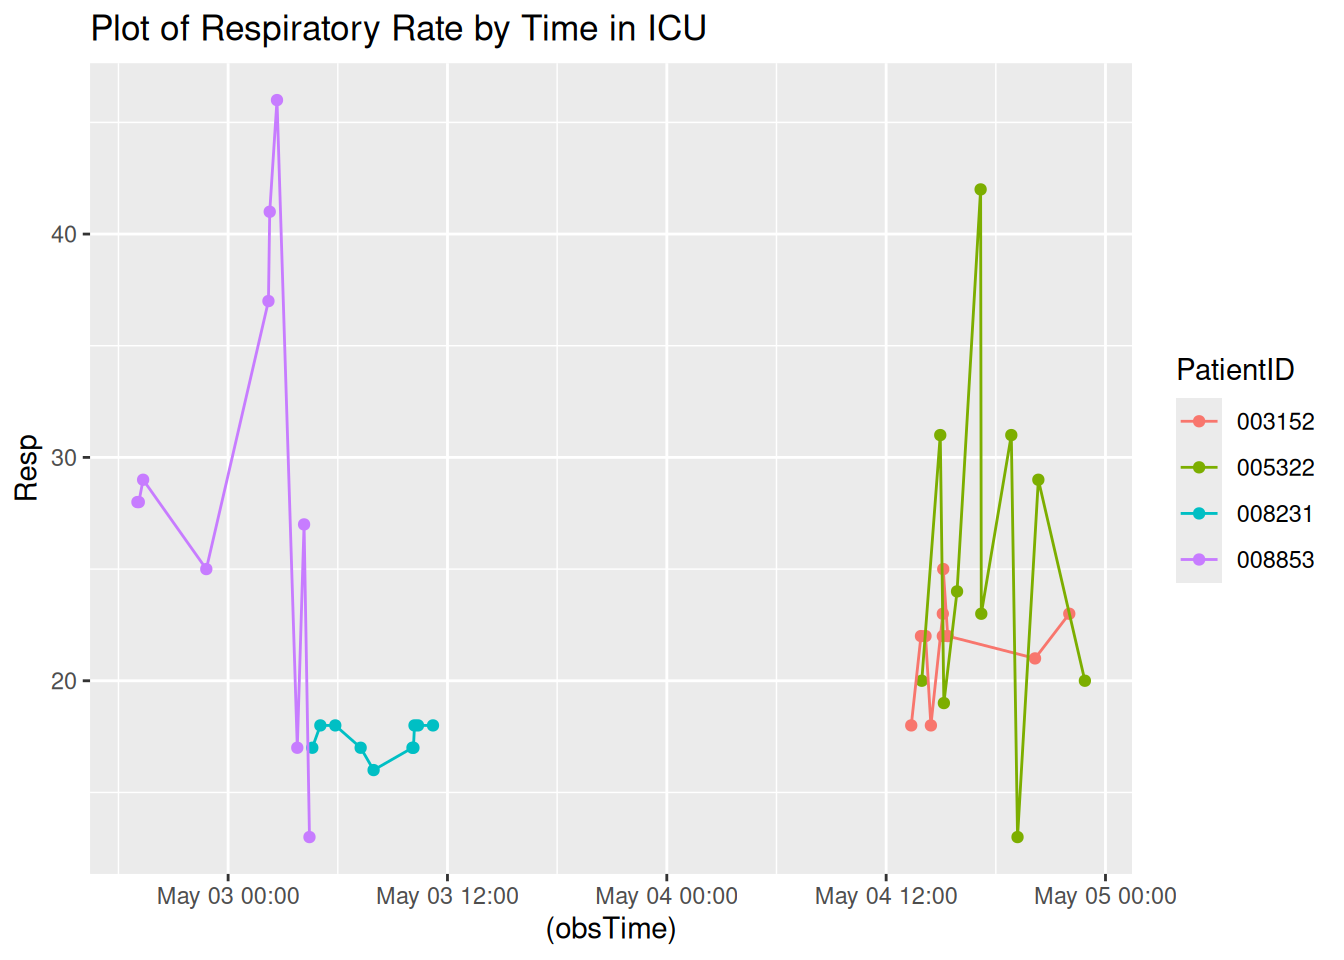 Plot of Respiratory Rate by Time in ICU
Resp
40
30
20
May 03 00:00
May 03 12:00
May 04 00:00
May 04 12:00
May 05 00:00
(obsTime)
PatientID
003152
005322
008231
008853